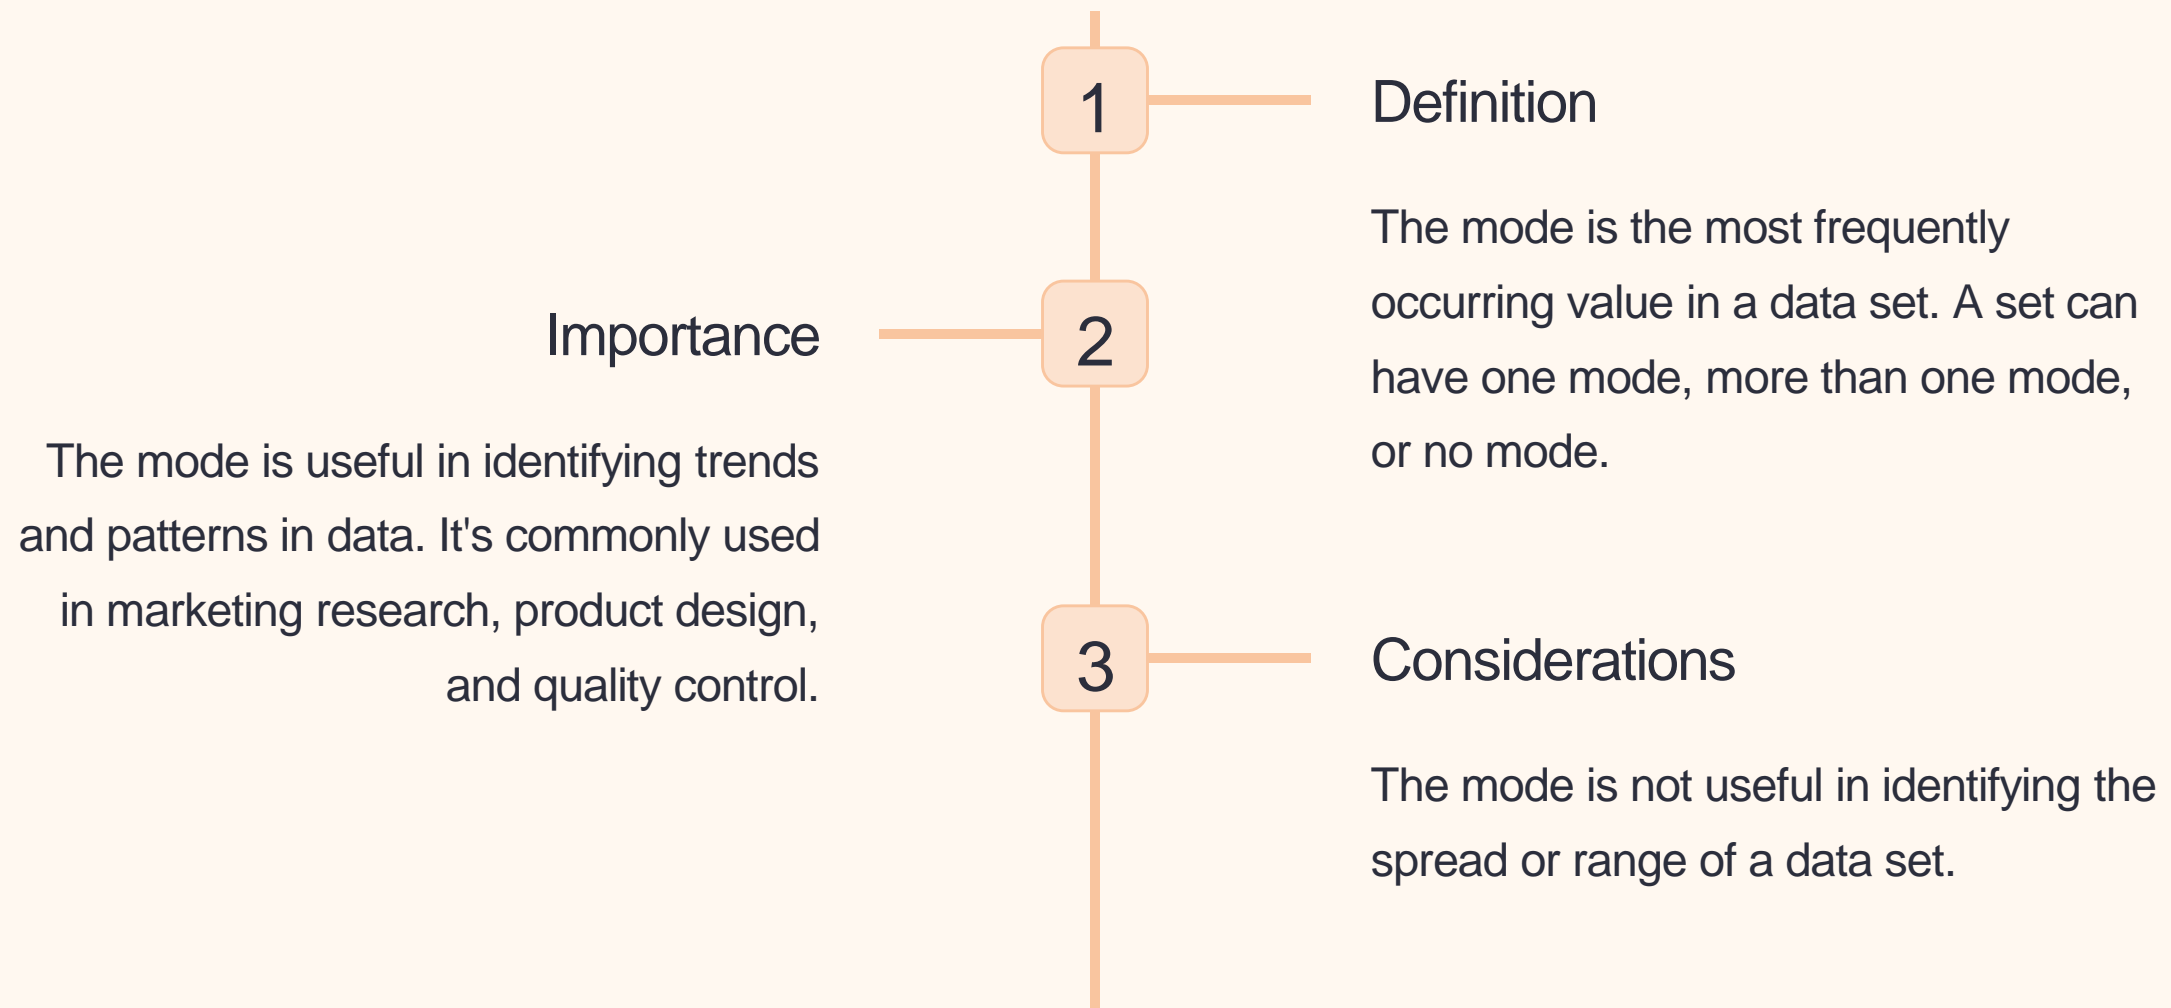 1
Definition
The mode is the most frequently
occurring value in a data set. A set can
have one mode, more than one mode,
or no mode.
2
Importance
The mode is useful in identifying trends
and patterns in data. It's commonly used
in marketing research, product design,
and quality control.
3
Considerations
The mode is not useful in identifying the
spread or range of a data set.